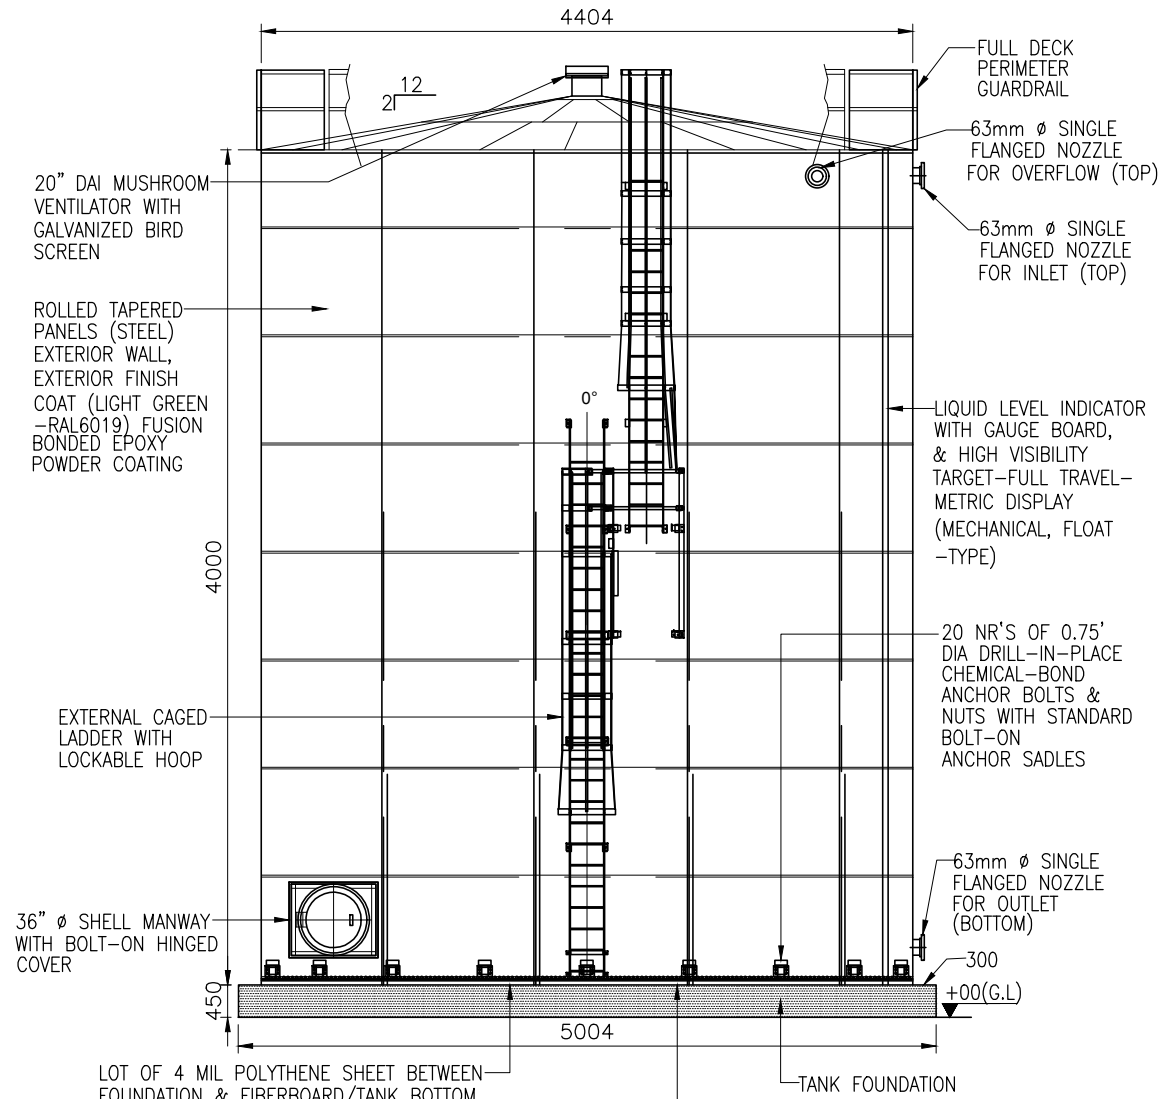 4404
FULL DECK
PERIMETER
GUARDRAIL
12
2
63mm ø SINGLE
FLANGED NOZZLE
FOR OVERFLOW (TOP)
20" DAI MUSHROOM
VENTILATOR WITH
GALVANIZED BIRD
SCREEN
63mm ø SINGLE
FLANGED NOZZLE
FOR INLET (TOP)
ROLLED TAPERED
PANELS (STEEL)
EXTERIOR WALL,
EXTERIOR FINISH
COAT (LIGHT GREEN
-RAL6019) FUSION
BONDED EPOXY
POWDER COATING
0°
LIQUID LEVEL INDICATOR
WITH GAUGE BOARD,
& HIGH VISIBILITY
TARGET-FULL TRAVEL-
METRIC DISPLAY
(MECHANICAL, FLOAT
-TYPE)
4000
20 NR'S OF 0.75'
DIA DRILL-IN-PLACE
CHEMICAL-BOND
ANCHOR BOLTS &
NUTS WITH STANDARD
BOLT-ON
ANCHOR SADLES
EXTERNAL CAGED
LADDER WITH
LOCKABLE HOOP
63mm ø SINGLE
FLANGED NOZZLE
FOR OUTLET
(BOTTOM)
36" ø SHELL MANWAY
WITH BOLT-ON HINGED
COVER
300
450
+00(G.L)
5004
LOT OF 4 MIL POLYTHENE SHEET BETWEEN
FOUNDATION & FIBERBOARD/TANK BOTTOM
TANK FOUNDATION